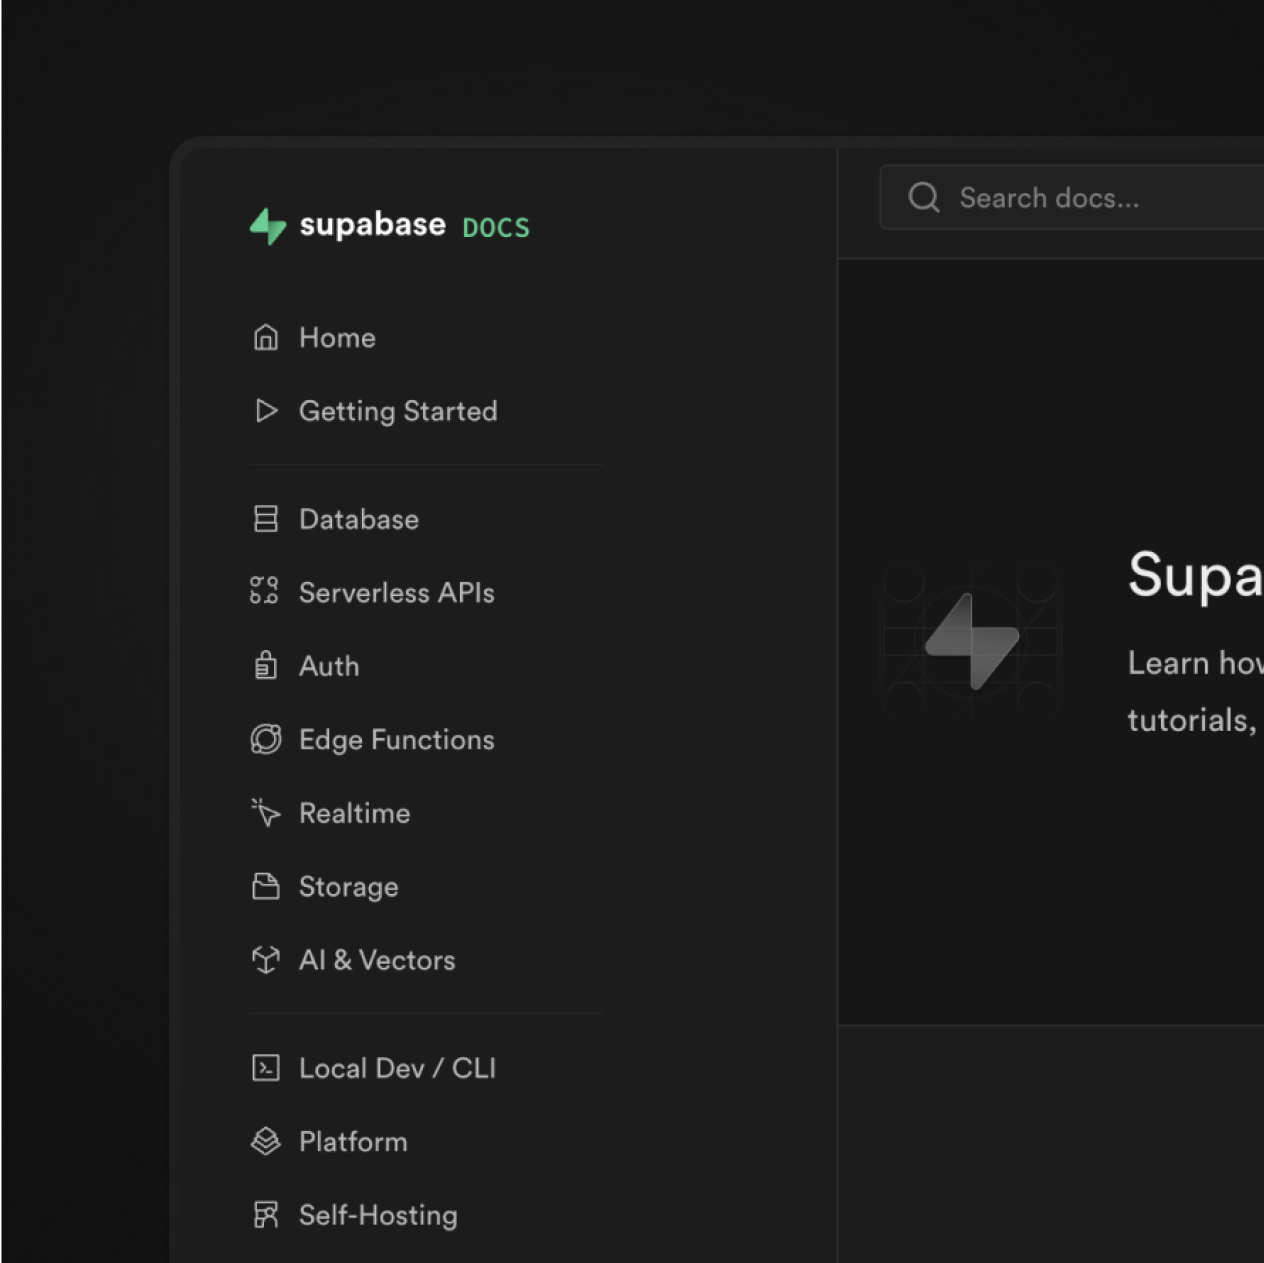 supabase DOCS
Home
Getting Started
Database
Serverless APIs
Auth
Edge Functions
Realtime
Storage
AI & Vectors
Local Dev / CLI
Platform
Self-Hosting
Search docs...
Supa
Learn how
tutorials,